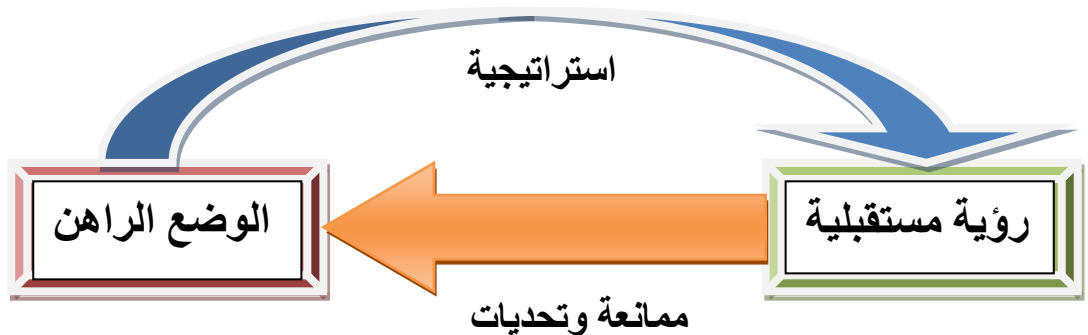 استراتيجية
رؤية مستقبلية
الوضع الراهن
ممانعة وتحديات